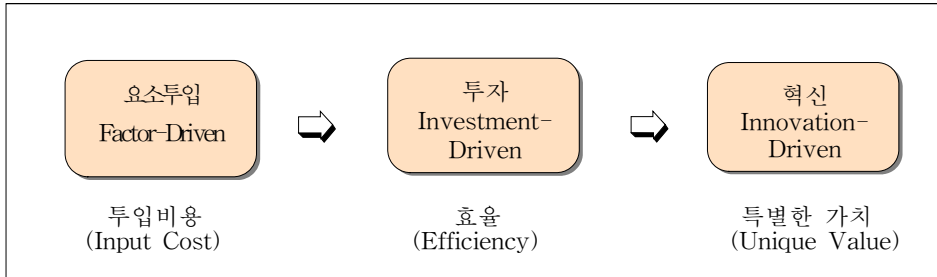 요소투입
Factor-Driven
투자
Investment-
Driven
혁신
Innovation-
Driven
투입비용
(Input Cost)
효율
(Efficiency)
특별한 가치
(Unique Value)